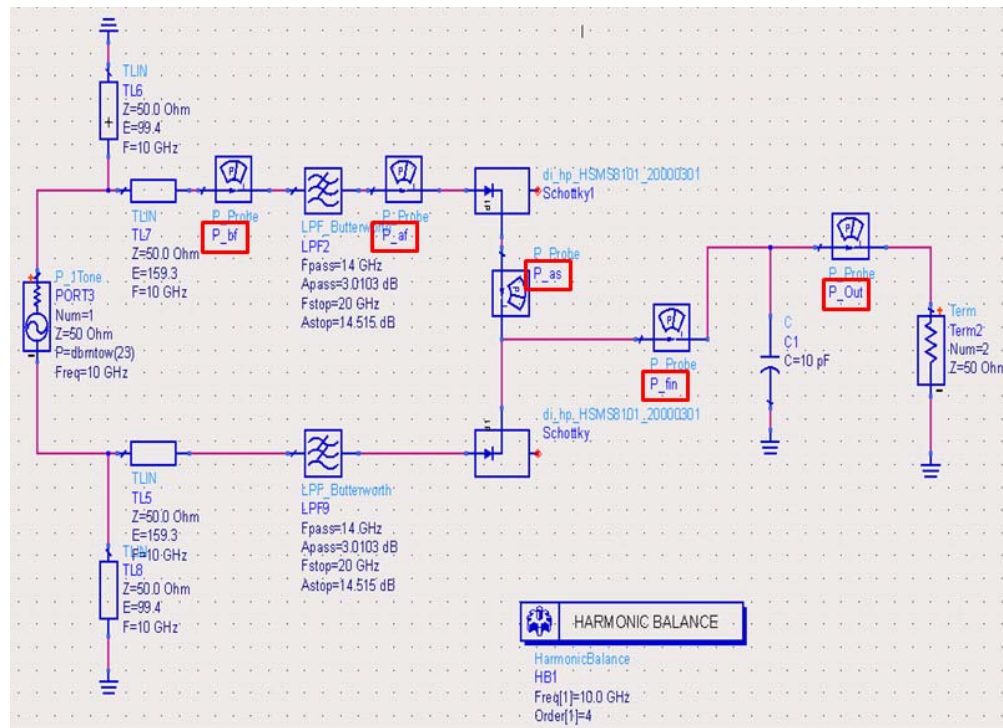 TLIN
TL6
Z=50.0 Ohm
E=99.4
F=10 GHz
TLIN
TL7
Z=50.0 Ohm
E=159.3
F=10 GHz
P_Probe
P_bf
LPF_Butterworth
LPF2
Fpass=14 GHz
Apass=3.0103 dB
Fstop=20 GHz
Astop=14.515 dB
P_Probe
P_af
di_hp_HSMS8101_20000301
Schottky1
P_Probe
P_as
P_Probe
P_fin
P_Probe
P_Out
P_1Tone
PORT3
Num=1
Z=50 Ohm
P=dbmtow(23)
Freq=10 GHz
C
C1
C=10 pF
Term
Term2
Num=2
Z=50 Ohm
di_hp_HSMS8101_20000301
Schottky
TLIN
TL5
Z=50.0 Ohm
E=159.3
F=10 GHz
LPF_Butterworth
LPF9
Fpass=14 GHz
Apass=3.0103 dB
Fstop=20 GHz
Astop=14.515 dB
TLIN
TL8
Z=50.0 Ohm
E=99.4
F=10 GHz
HARMONIC BALANCE
HarmonicBalance
HB1
Freq[1]=10.0 GHz
Order[1]=4